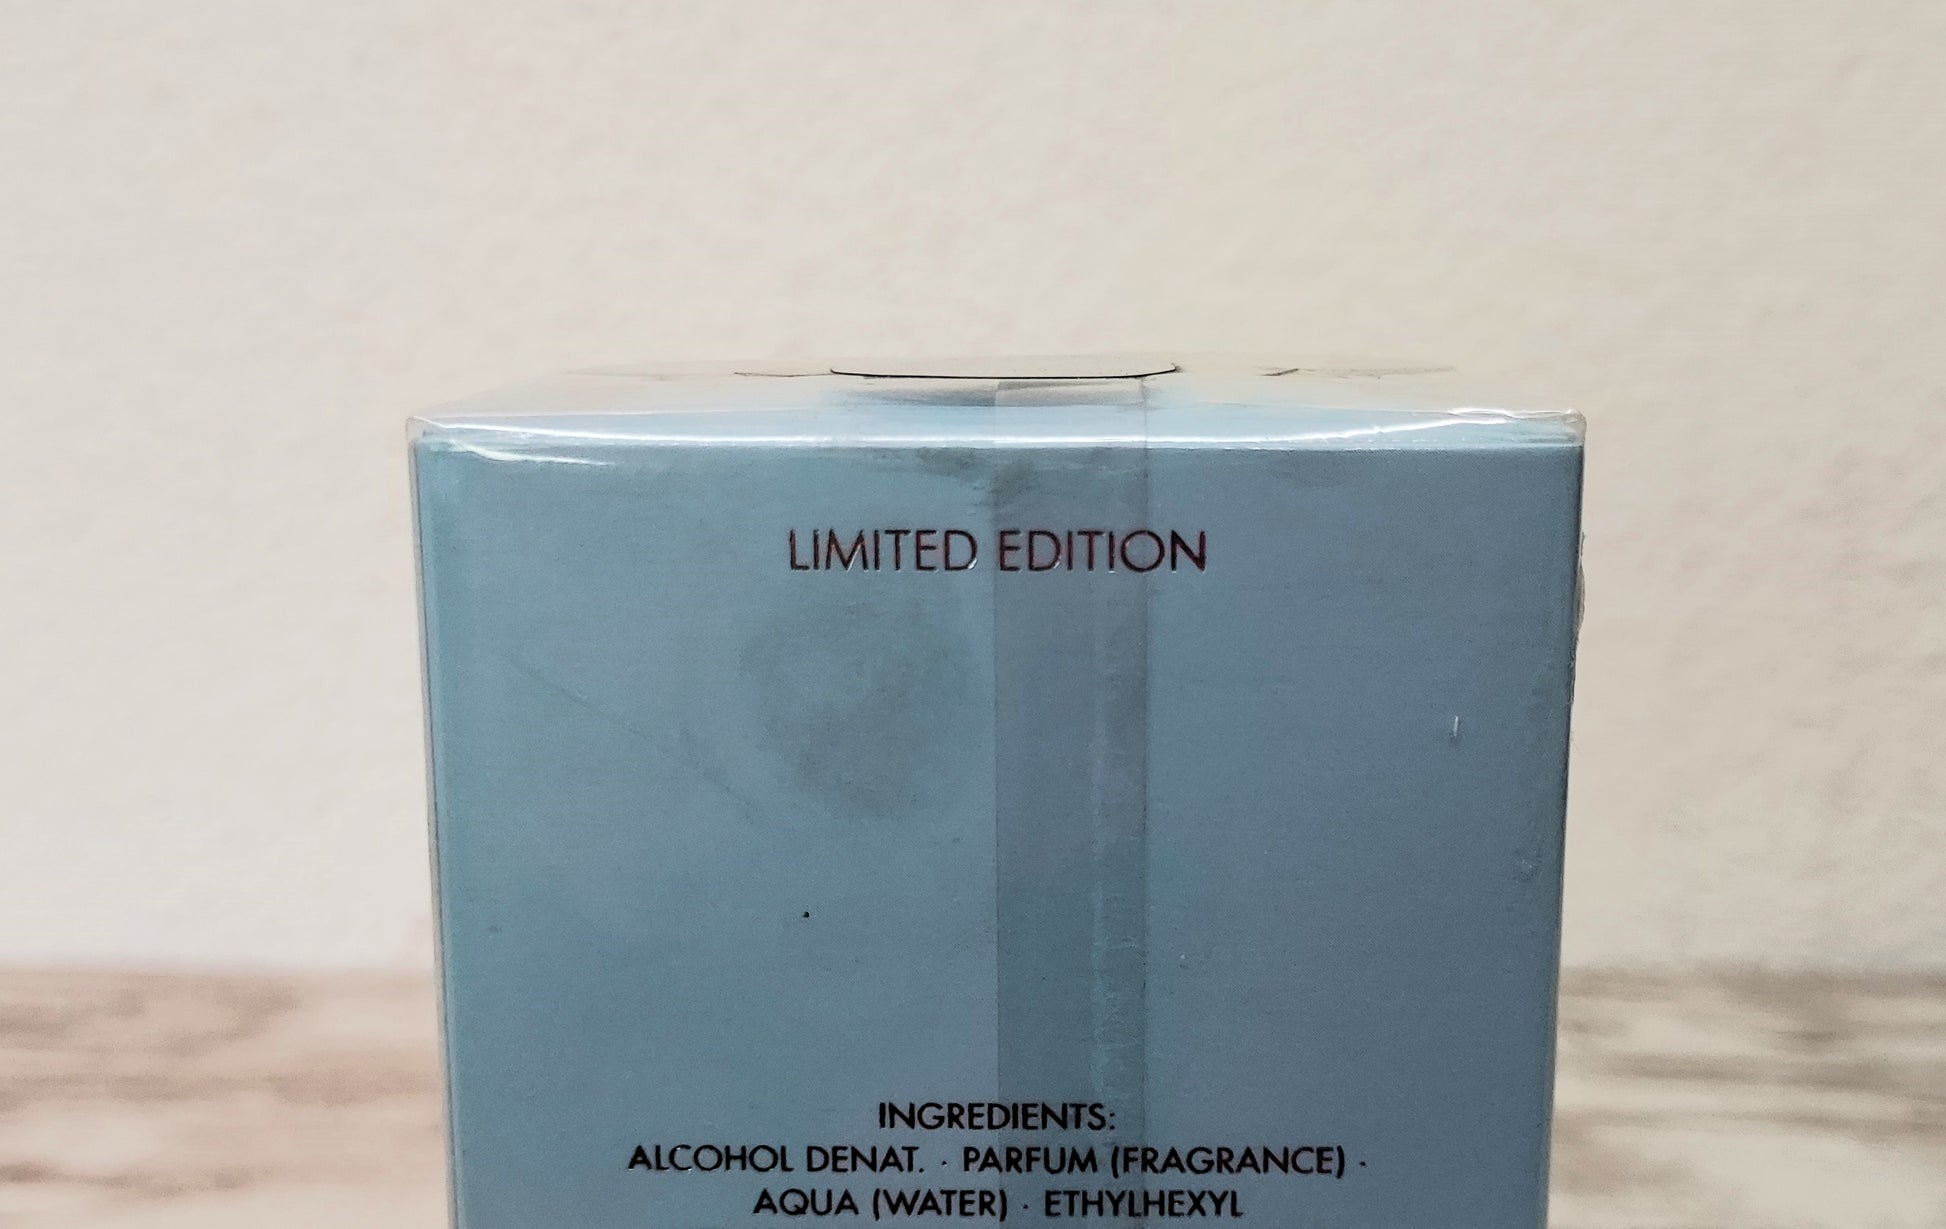 LIMITED EDITION
INGREDIENTS:
ALCOHOL DENAT. · PARFUM (FRAGRANCE) ·
AQUA (WATER) · ETHYLHEXYL